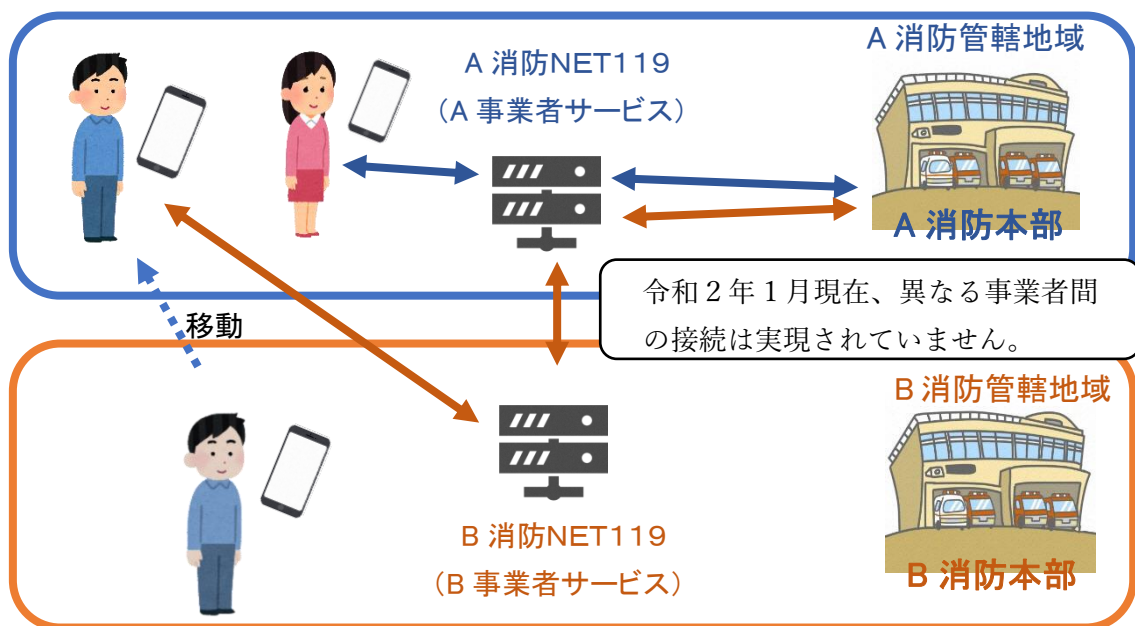 A 消防NET119
(A 事業者サービス)
A 消防管轄地域
A 消防本部
令和2年1月現在、異なる事業者間
の接続は実現されていません。
移動
B 消防管轄地域
B 消防NET119
(B 事業者サービス)
B 消防本部